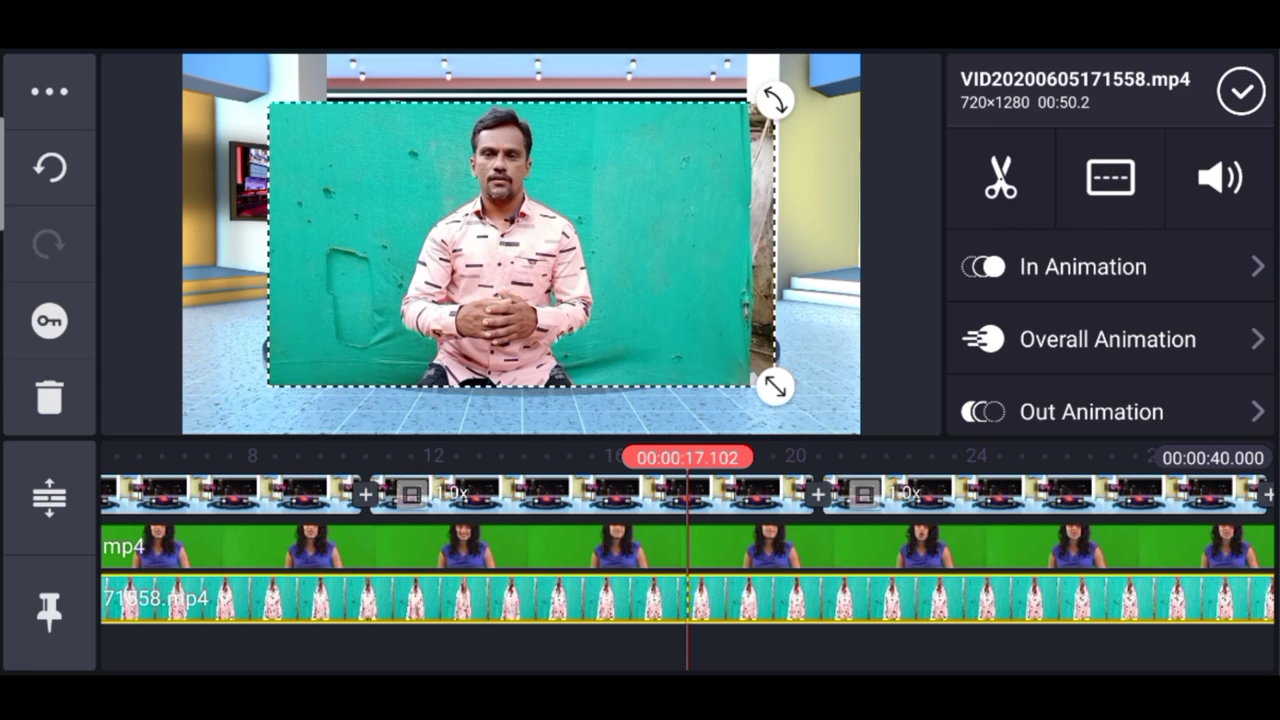 VID20200605171558.mp4
720×1280 00:50.2
In Animation
Overall Animation
Out Animation
8
12
16
00:00:17.102
20
24
00:00:40.000
1.0x
1.0x
mp4
71558.mp4